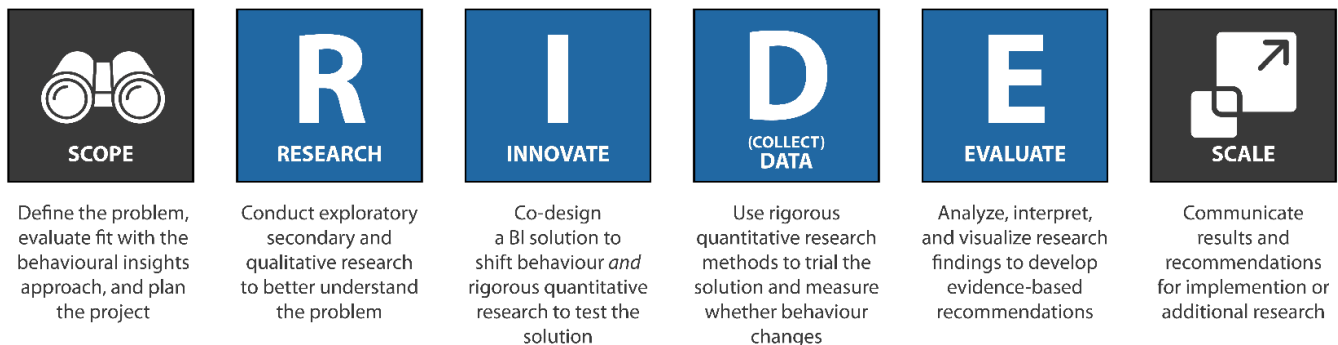 SCOPE
Define the problem,
evaluate fit with the
behavioural insights
approach, and plan
the project
R
RESEARCH
Conduct exploratory
secondary and
qualitative research
to better understand
the problem
I
INNOVATE
Co-design
a BI solution to
shift behaviour and
rigorous quantitative
research to test the
solution
D
(COLLECT)
DATA
Use rigorous
quantitative research
methods to trial the
solution and measure
whether behaviour
changes
E
EVALUATE
Analyze, interpret,
and visualize research
findings to develop
evidence-based
recommendations
SCALE
Communicate
results and
recommendations
for implemention or
additional research